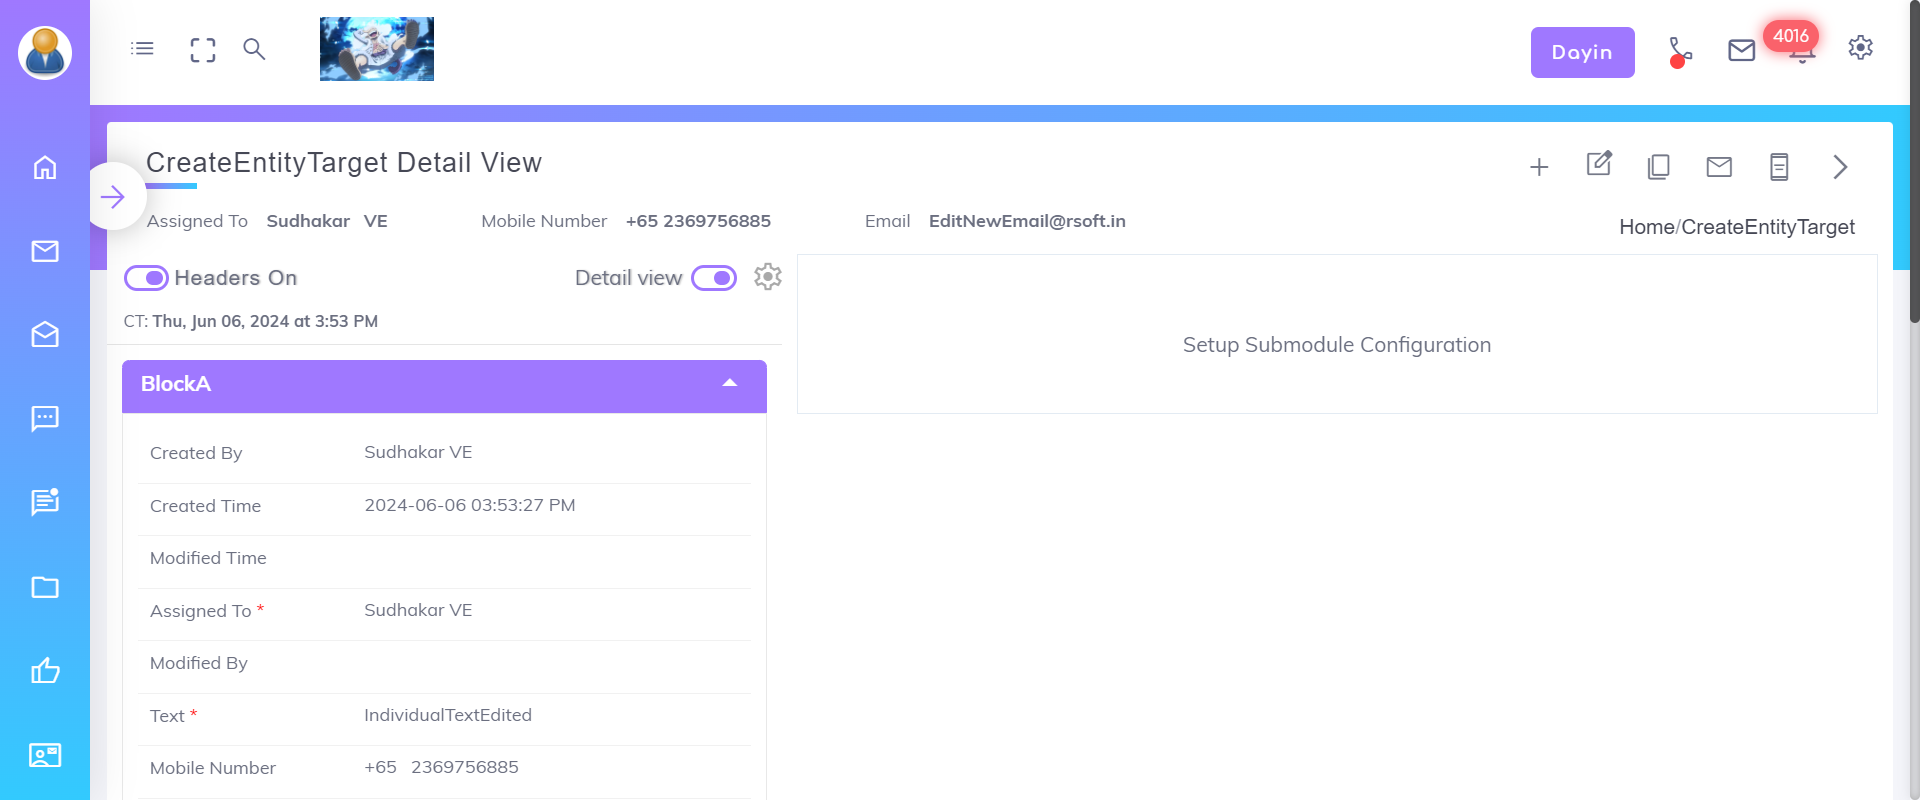 Dayin
4016
CreateEntityTarget Detail View
Assigned To Sudhakar VE Mobile Number +65 2369756885 Email EditNewEmail@rsoft.in
Home/CreateEntityTarget
Headers On Detail view
CT: Thu, Jun 06, 2024 at 3:53 PM
Setup Submodule Configuration
BlockA
Created By Sudhakar VE
Created Time 2024-06-06 03:53:27 PM
Modified Time
Assigned To * Sudhakar VE
Modified By
Text * IndividualTextEdited
Mobile Number +65 2369756885